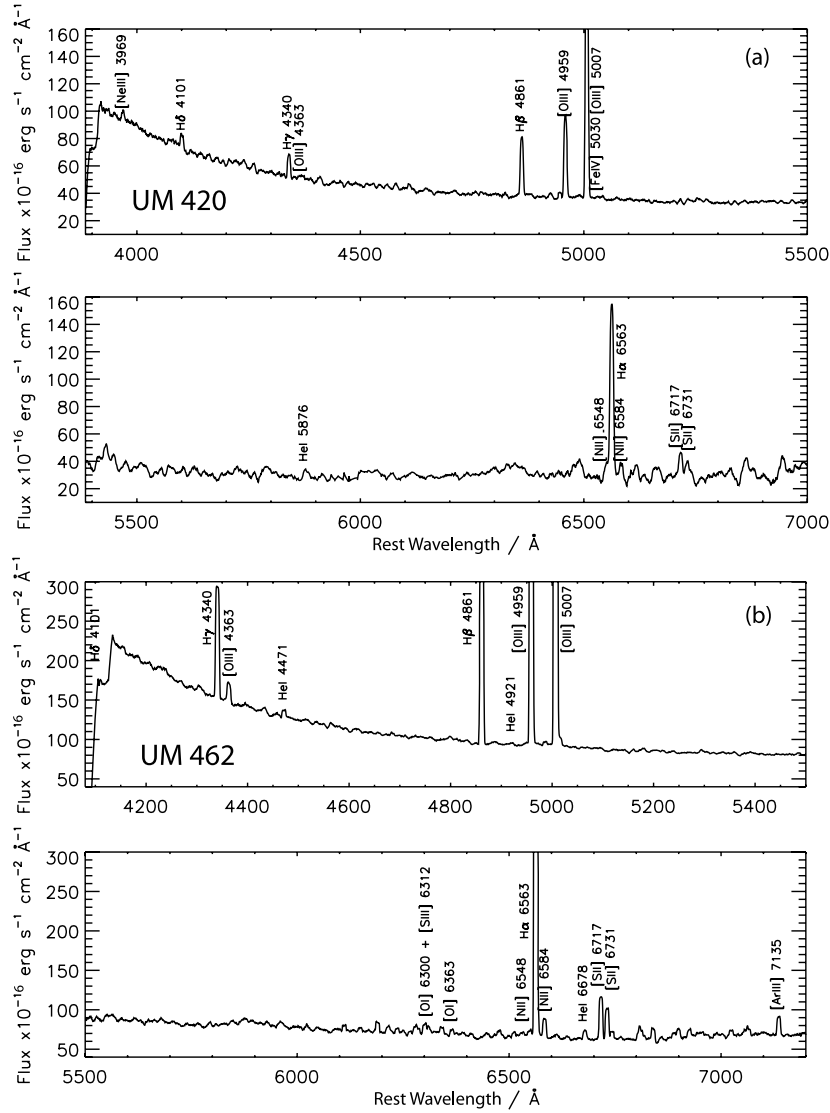 (a)
160
140
120
100
80
60
40
20
Flux x10⁻¹⁶ erg s⁻¹ cm⁻² Å⁻¹
[NeIII] 3969
Hδ 4101
Hγ 4340
[OIII] 4363
Hβ 4861
[OIII] 4959
[FeIV] 5030
[OIII] 5007
UM 420
4000
4500
5000
5500
160
140
120
100
80
60
40
20
Flux x10⁻¹⁶ erg s⁻¹ cm⁻² Å⁻¹
HeI 5876
[NII] 6548
Hα 6563
[NII] 6584
[SII] 6717
[SII] 6731
5500
6000
6500
7000
Rest Wavelength / Å
(b)
300
250
200
150
100
50
Flux x10⁻¹⁶ erg s⁻¹ cm⁻² Å⁻¹
Hδ 4101
Hγ 4340
[OIII] 4363
HeI 4471
Hβ 4861
HeI 4921
[OIII] 4959
[OIII] 5007
UM 462
4200
4400
4600
4800
5000
5200
5400
300
250
200
150
100
50
Flux x10⁻¹⁶ erg s⁻¹ cm⁻² Å⁻¹
[OI] 6300 + [SIII] 6312
[OI] 6363
[NII] 6548
Hα 6563
[NII] 6584
HeI 6678
[SII] 6717
[SII] 6731
[ArIII] 7135
5500
6000
6500
7000
Rest Wavelength / Å